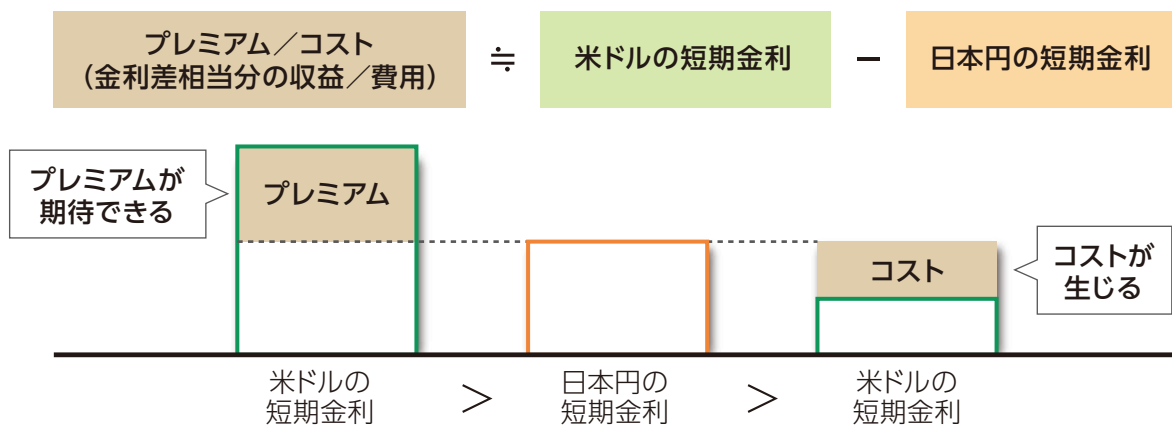 プレミアム／コスト
（金利差相当分の収益／費用）
≒
米ドルの短期金利
－
日本円の短期金利
プレミアムが
期待できる
プレミアム
コスト
コストが
生じる
米ドルの
短期金利
＞
日本円の
短期金利
＞
米ドルの
短期金利